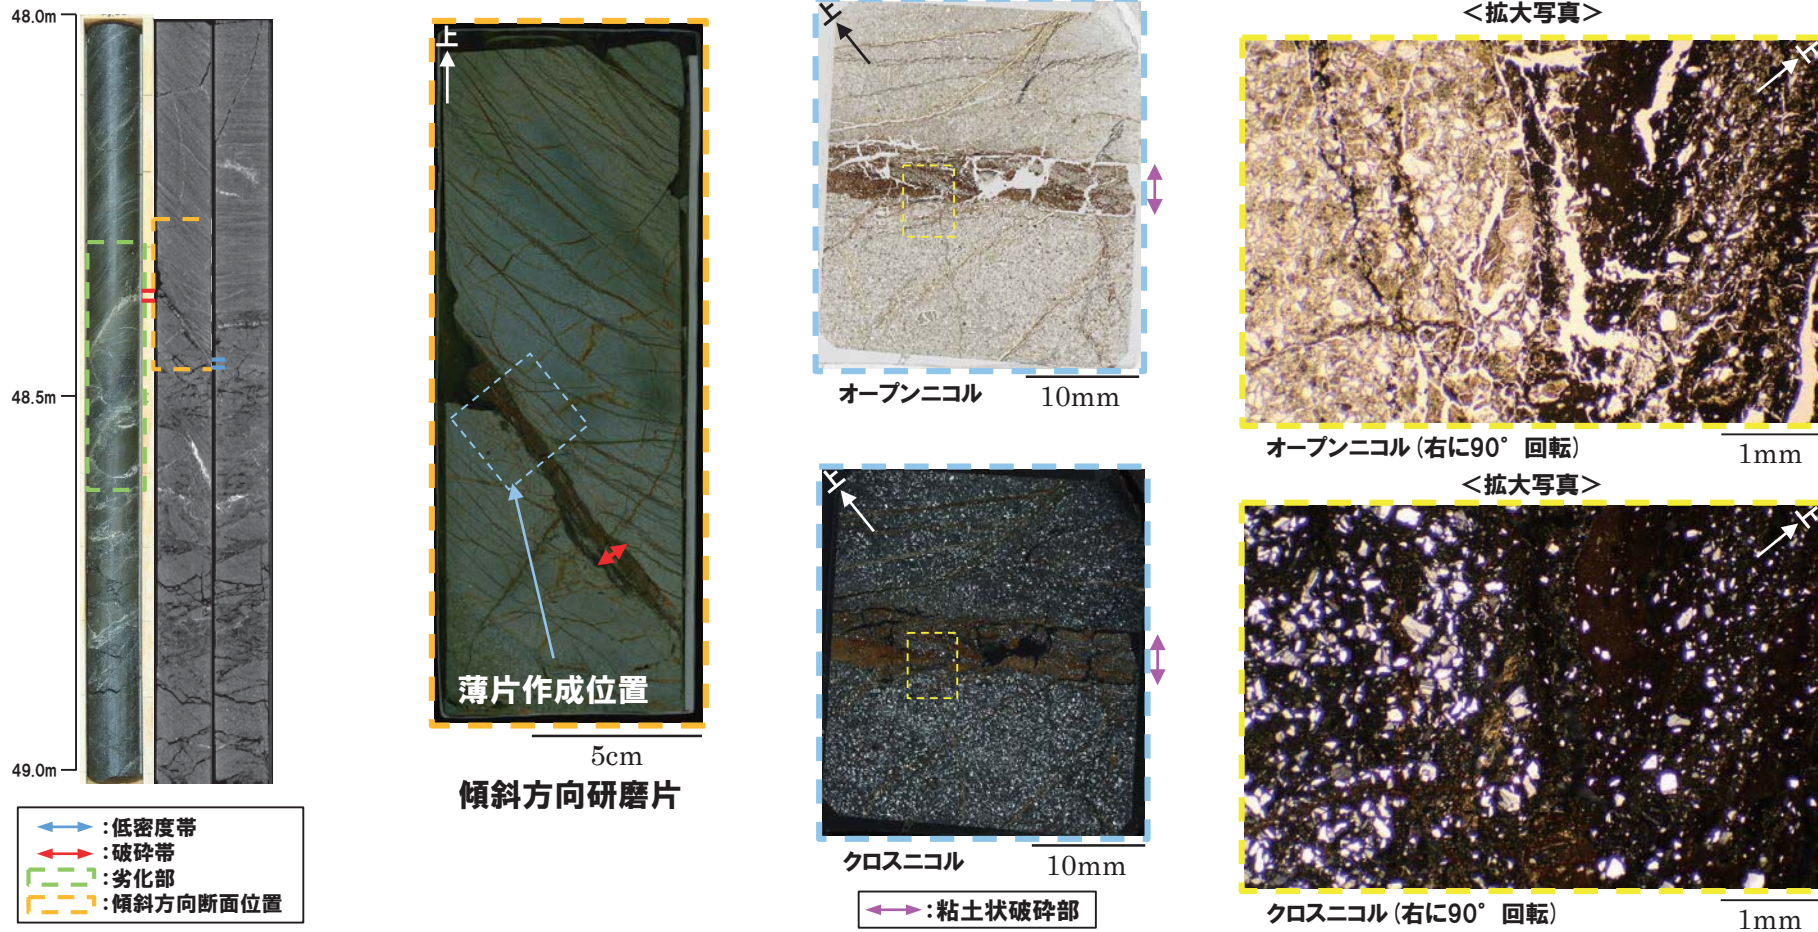 48.0m
48.5m
49.0m
：低密度帯
：破砕帯
：劣化部
：傾斜方向断面位置
上
薄片作成位置
5cm
傾斜方向研磨片
上
オープンニコル
10mm
上
クロスニコル
10mm
：粘土状破砕部
＜拡大写真＞
上
オープンニコル（右に90°回転）
1mm
＜拡大写真＞
上
クロスニコル（右に90°回転）
1mm